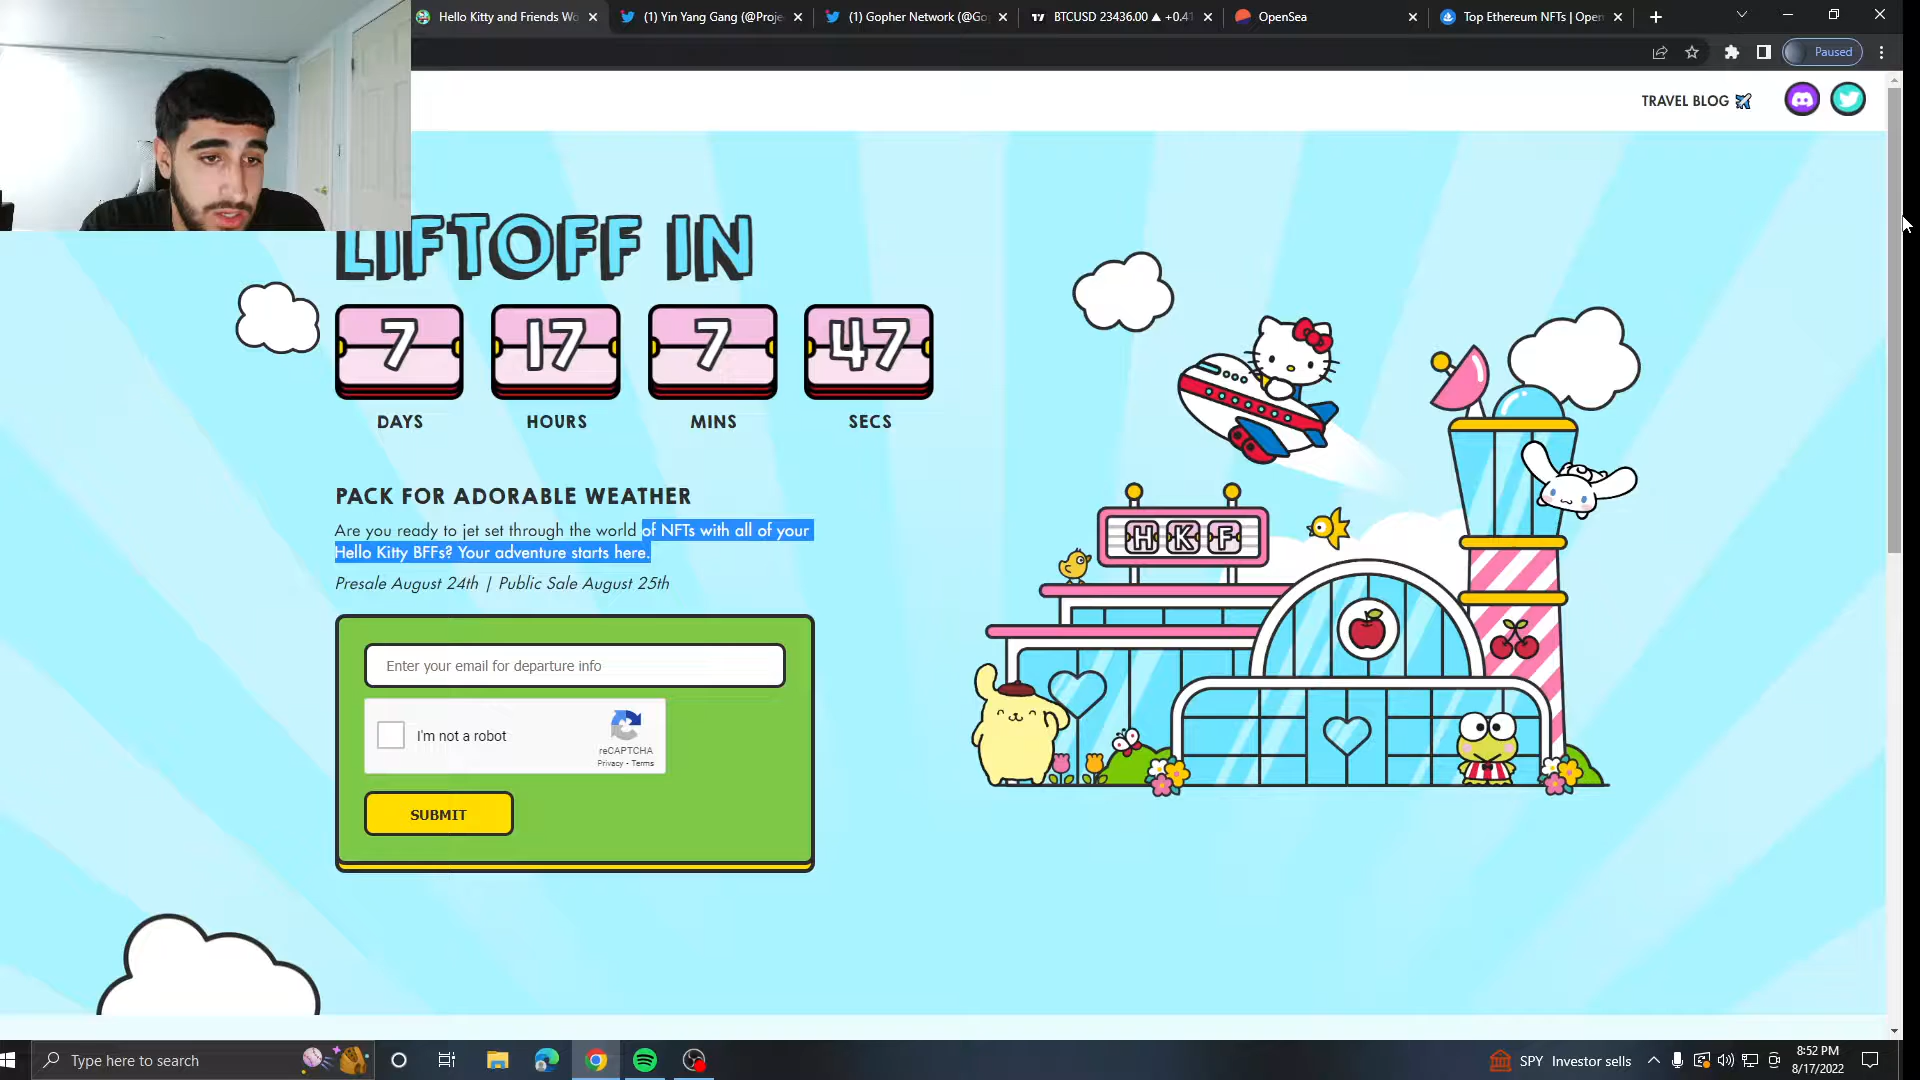 Hello Kitty and Friends Wo
(1) Yin Yang Gang (@Proje
(1) Gopher Network (@Go
BTCUSD 23436.00 ▲ +0.41
OpenSea
Top Ethereum NFTs | Open
Paused
TRAVEL BLOG
LIFTOFF IN
7 17 7 47
DAYS HOURS MINS SECS
PACK FOR ADORABLE WEATHER
Are you ready to jet set through the world of NFTs with all of your
Hello Kitty BFFs? Your adventure starts here.
Presale August 24th | Public Sale August 25th
Enter your email for departure info
I'm not a robot
reCAPTCHA
Privacy - Terms
SUBMIT
HKF
Type here to search
SPY Investor sells
8:52 PM
8/17/2022